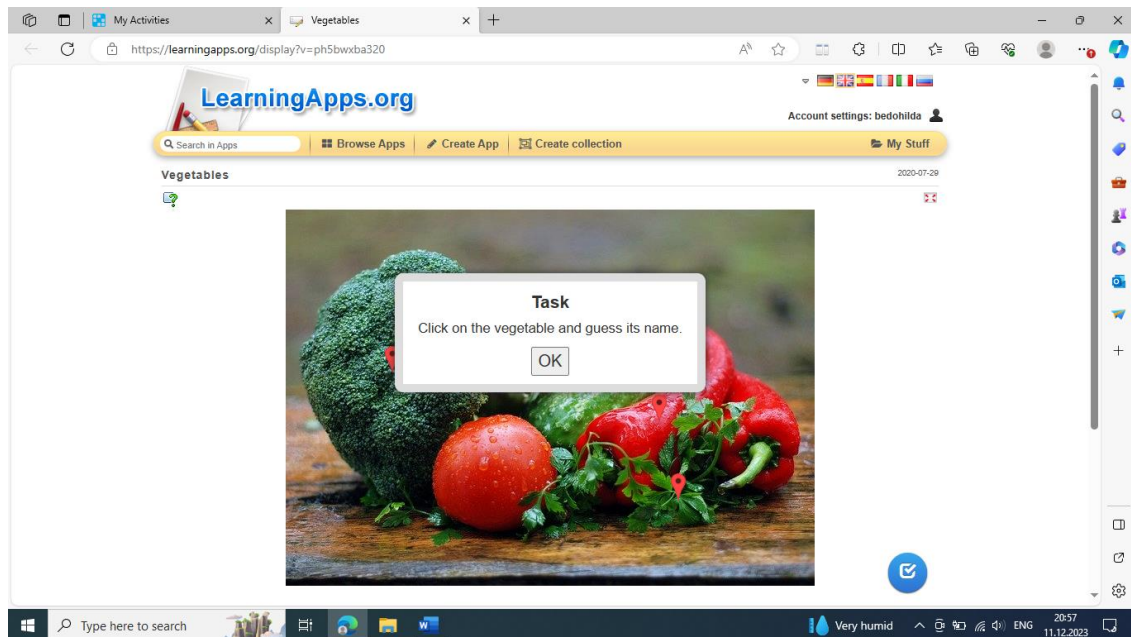 My Activities
Vegetables
https://learningapps.org/display?v=ph5bwxba320
LearningApps.org
Account settings: bedohilda
Search in Apps
Browse Apps
Create App
Create collection
My Stuff
Vegetables
2020-07-29
Task
Click on the vegetable and guess its name.
OK
Type here to search
Very humid
ENG
20:57
11.12.2023